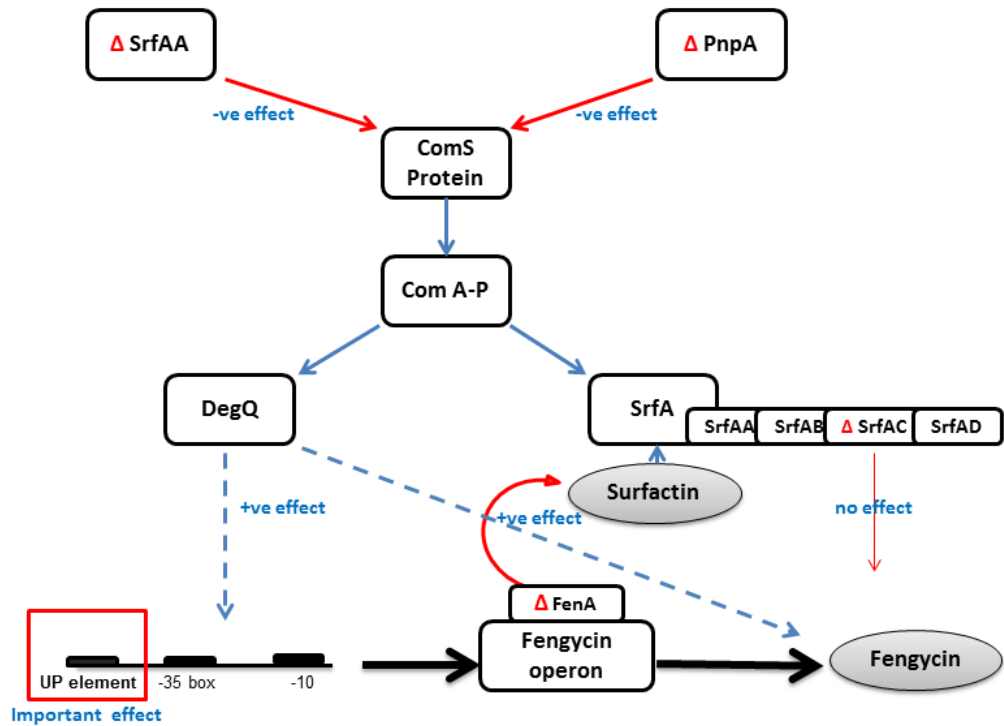 Δ SrfAA
Δ PnpA
-ve effect
-ve effect
ComS
Protein
Com A-P
DegQ
SrfA
SrfAA
SrfAB
Δ SrfAC
SrfAD
Surfactin
+ve effect
+ve effect
no effect
Δ FenA
Fengycin
operon
Fengycin
UP element
-35 box
-10
Important effect